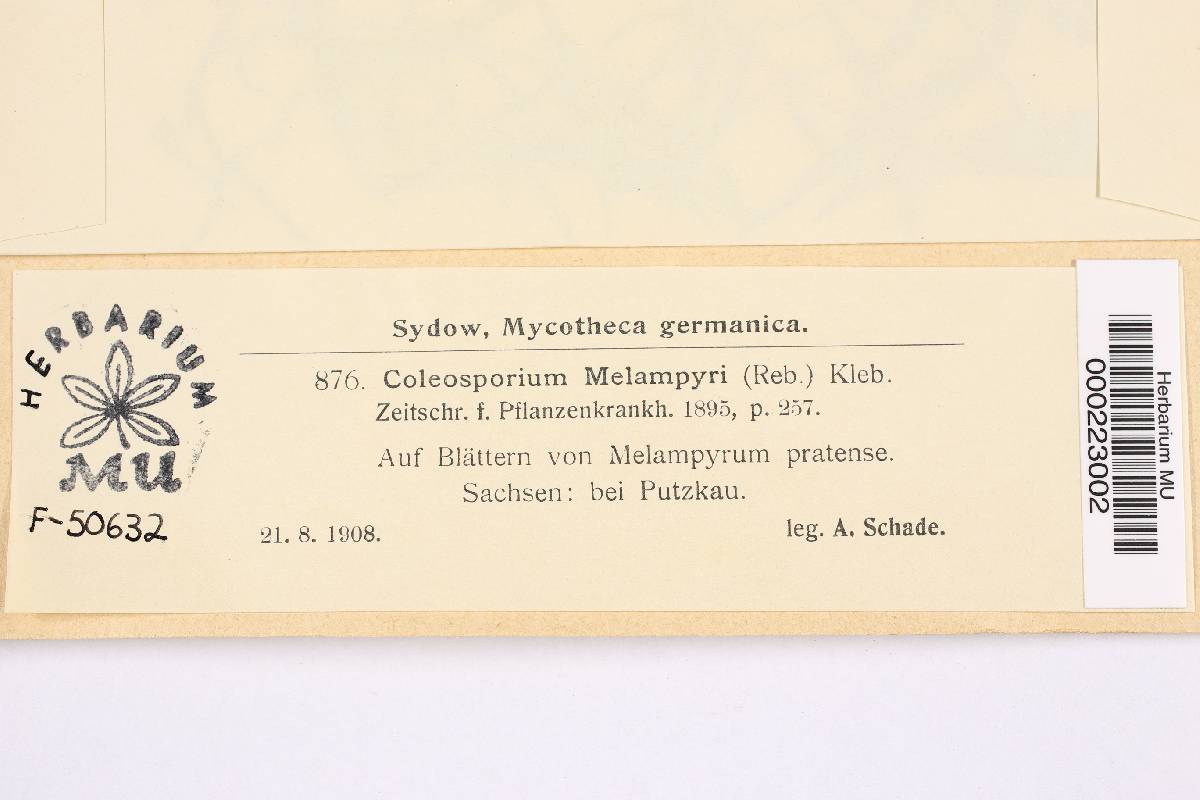 HERBARIUM
MU
F-50632
Sydow, Mycotheca germanica.
876. Coleosporium Melampyri (Reb.) Kleb.
Zeitschr. f. Pflanzenkrankh. 1895, p. 257.
Auf Blättern von Melampyrum pratense.
Sachsen: bei Putzkau.
21. 8. 1908. leg. A. Schade.
Herbarium MU
000223002